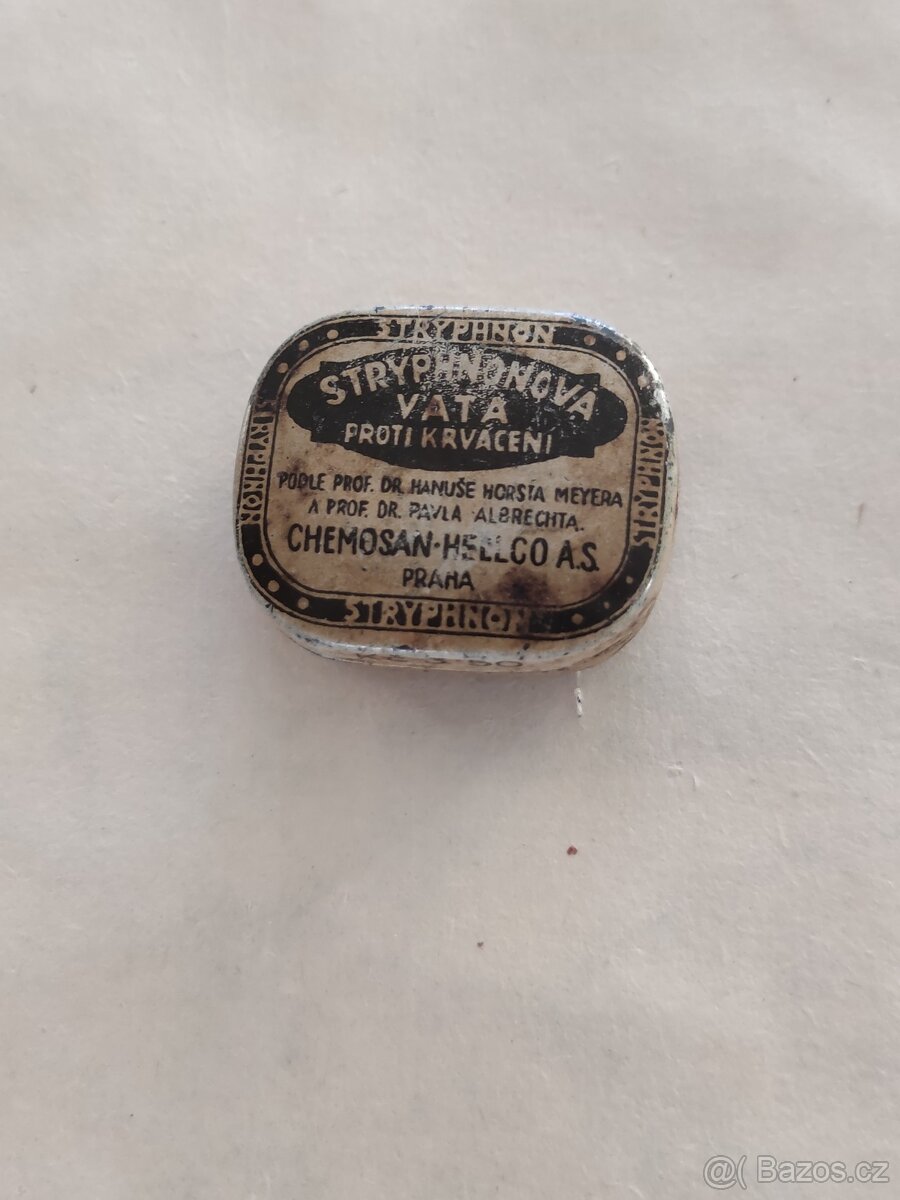 STRYPHNON
STRYPHNONOVÁ
VATA
PROTI KRVÁCENÍ
PODLE PROF. DR. HANUŠE HORSTA MEYERA
A PROF. DR. PAVLA ALBRECHTA.
CHEMOSAN·HELLCO A.S.
PRAHA
STRYPHNON
STRYPHNON
STRYPHNON
@( Bazos.cz